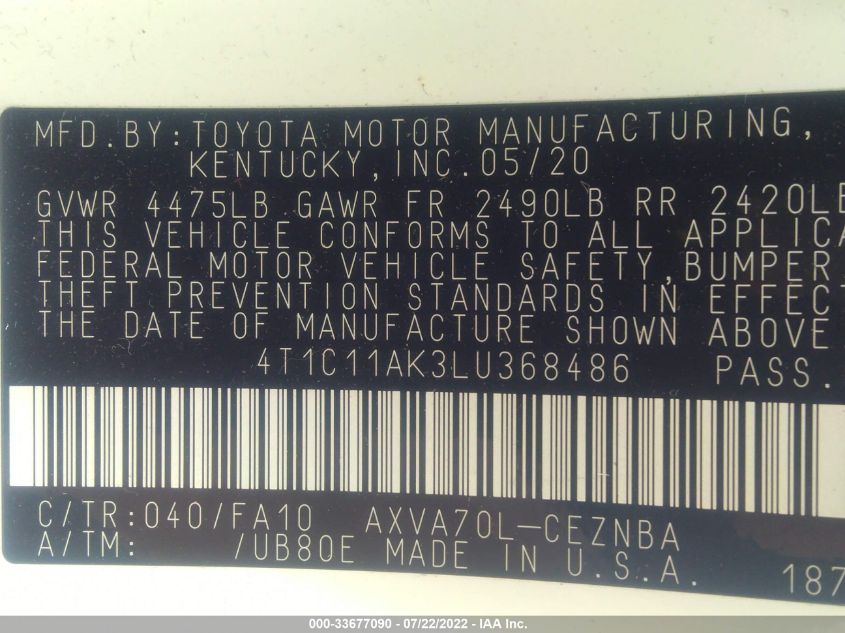 MFD.BY:TOYOTA MOTOR MANUFACTURING,
KENTUCKY,INC.05/20
GVWR 4475LB GAWR FR 2490LB RR 2420LB
THIS VEHICLE CONFORMS TO ALL APPLICA
FEDERAL MOTOR VEHICLE SAFETY,BUMPER
THEFT PREVENTION STANDARDS IN EFFECT
THE DATE OF MANUFACTURE SHOWN ABOVE
4T1C11AK3LU368486 PASS.
C/TR:040/FA10 AXVA70L-CEZNBA
A/TM: /UB80E MADE IN U.S.A. 187
000-33677090 - 07/22/2022 - IAA Inc.